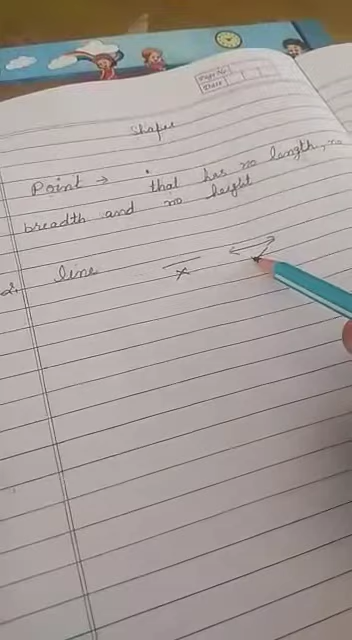 Page No.
Date
Shapes
Point → . that has no length, no
breadth and no height
2. line